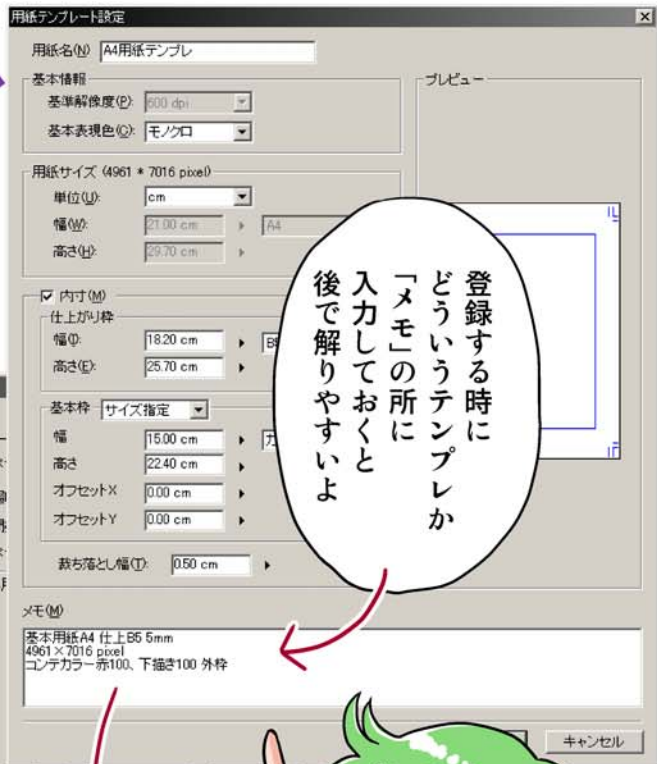 用紙テンプレート設定
用紙名(N) A4用紙テンプレ
基本情報
基準解像度(P): 600 dpi
基本表現色(C): モノクロ
用紙サイズ (4961 * 7016 pixel)
単位(U): cm
幅(W): 21.00 cm A4
高さ(H): 29.70 cm
内寸(M)
仕上がり枠
幅(I): 18.20 cm
高さ(E): 25.70 cm
基本枠 サイズ指定
幅 15.00 cm
高さ 22.40 cm
オフセットX 0.00 cm
オフセットY 0.00 cm
裁ち落とし幅(T): 0.50 cm
プレビュー
登録する時に
どういうテンプレか
「メモ」の所に
入力しておくと
後で解りやすいよ
メモ(M)
基本用紙A4 仕上B5 5mm
4961×7016 pixel
コンテカラー赤100、下描き100 外枠
キャンセル